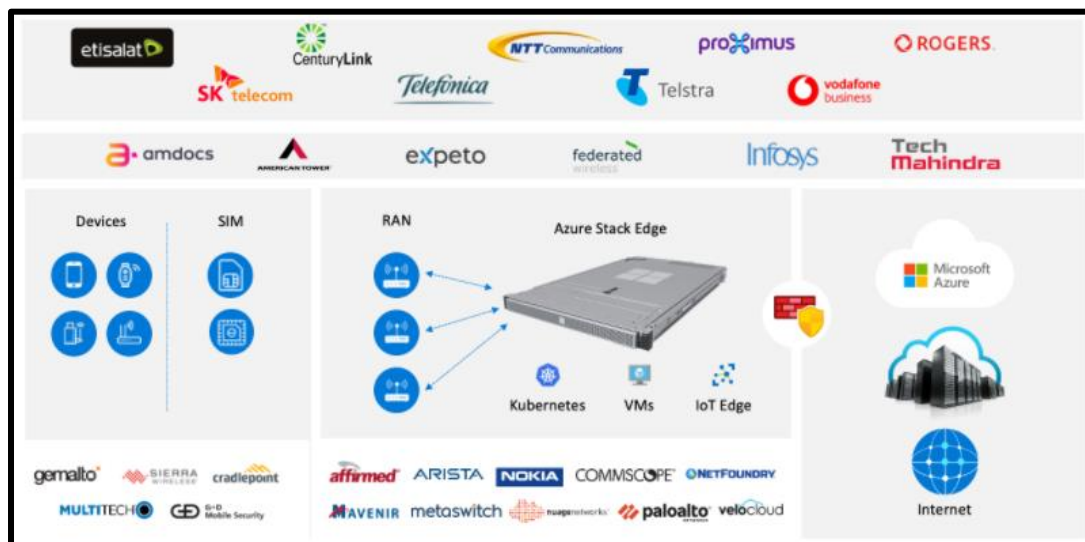 etisalat
CenturyLink
NTT Communications
proximus
ROGERS
SK telecom
Telefónica
Telstra
vodafone
business
amdocs
AMERICAN TOWER
expeto
federated
wireless
Infosys
Tech
Mahindra
Devices
SIM
RAN
Azure Stack Edge
Microsoft
Azure
Kubernetes
VMs
IoT Edge
Internet
gemalto
SIERRA
WIRELESS
cradlepoint
MULTITECH
G+D
Mobile Security
affirmed
ARISTA
NOKIA
COMMSCOPE
NETFOUNDRY
MAVENIR
metaswitch
nuagenetworks
paloalto
NETWORKS
velocloud